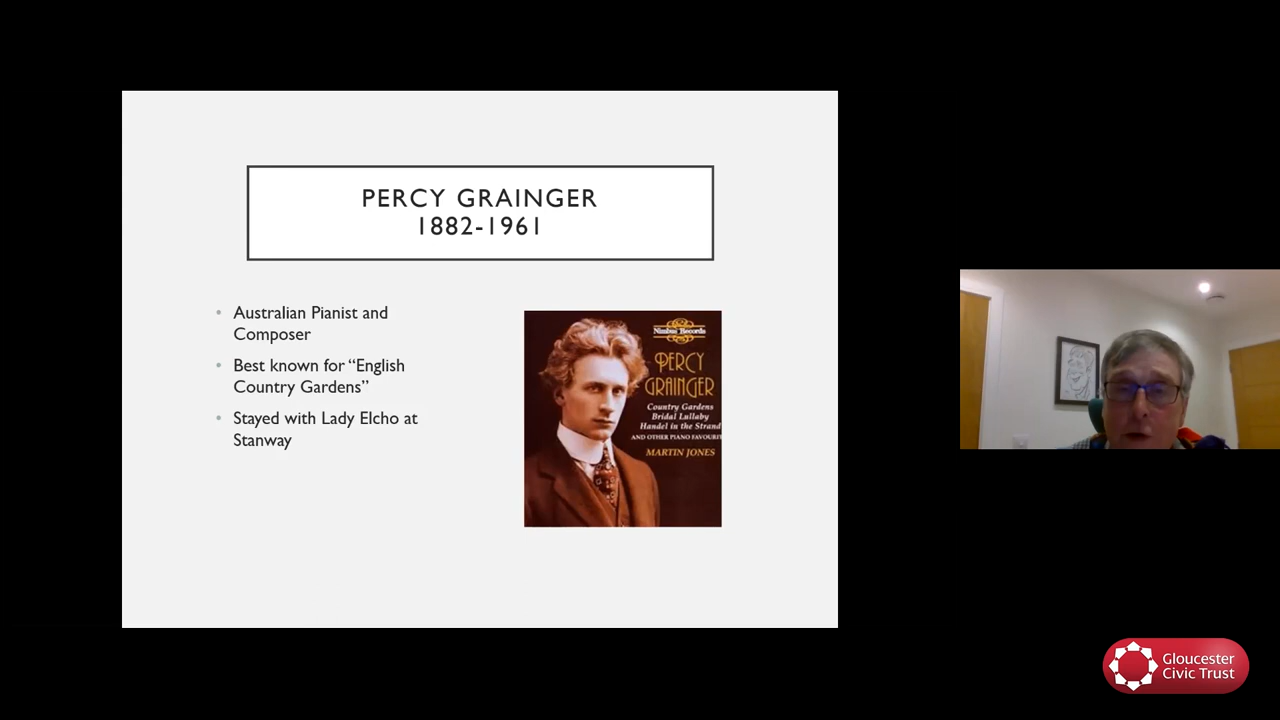 PERCY GRAINGER
1882-1961
• Australian Pianist and
Composer
• Best known for “English
Country Gardens”
• Stayed with Lady Elcho at
Stanway
Nimbus Records
PERCY
GRAINGER
Country Gardens
Bridal Lullaby
Handel in the Strand
AND OTHER PIANO FAVOURIT
MARTIN JONES
Gloucester
Civic Trust